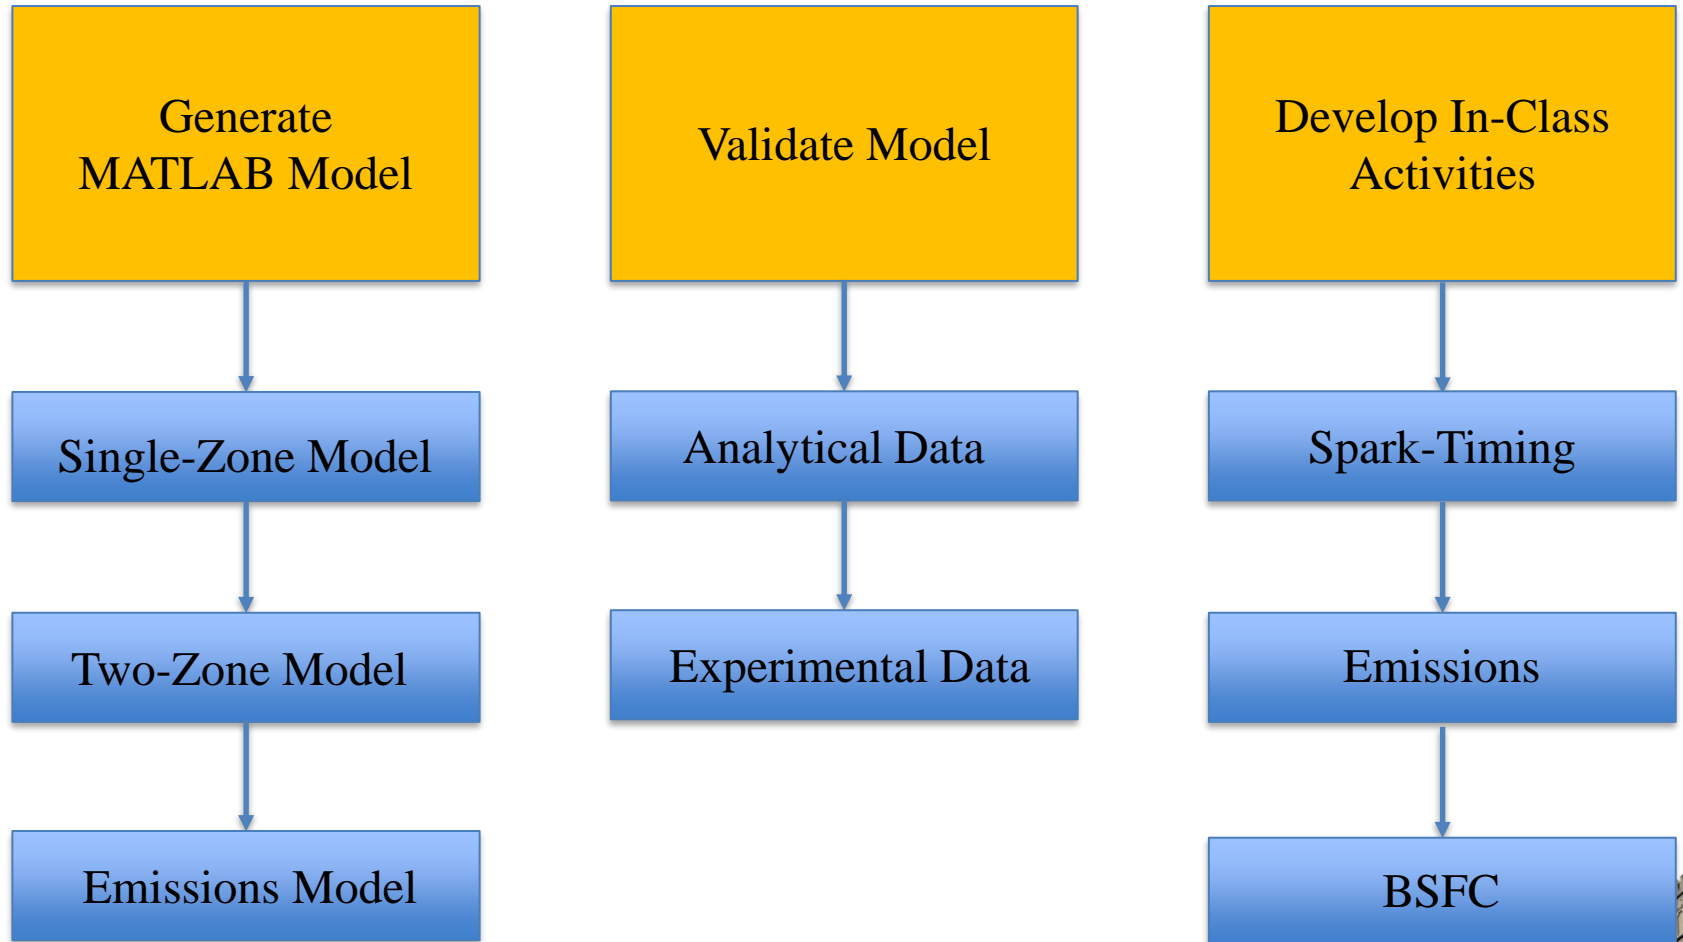 Generate
MATLAB Model
Single-Zone Model
Two-Zone Model
Emissions Model
Validate Model
Analytical Data
Experimental Data
Develop In-Class
Activities
Spark-Timing
Emissions
BSFC